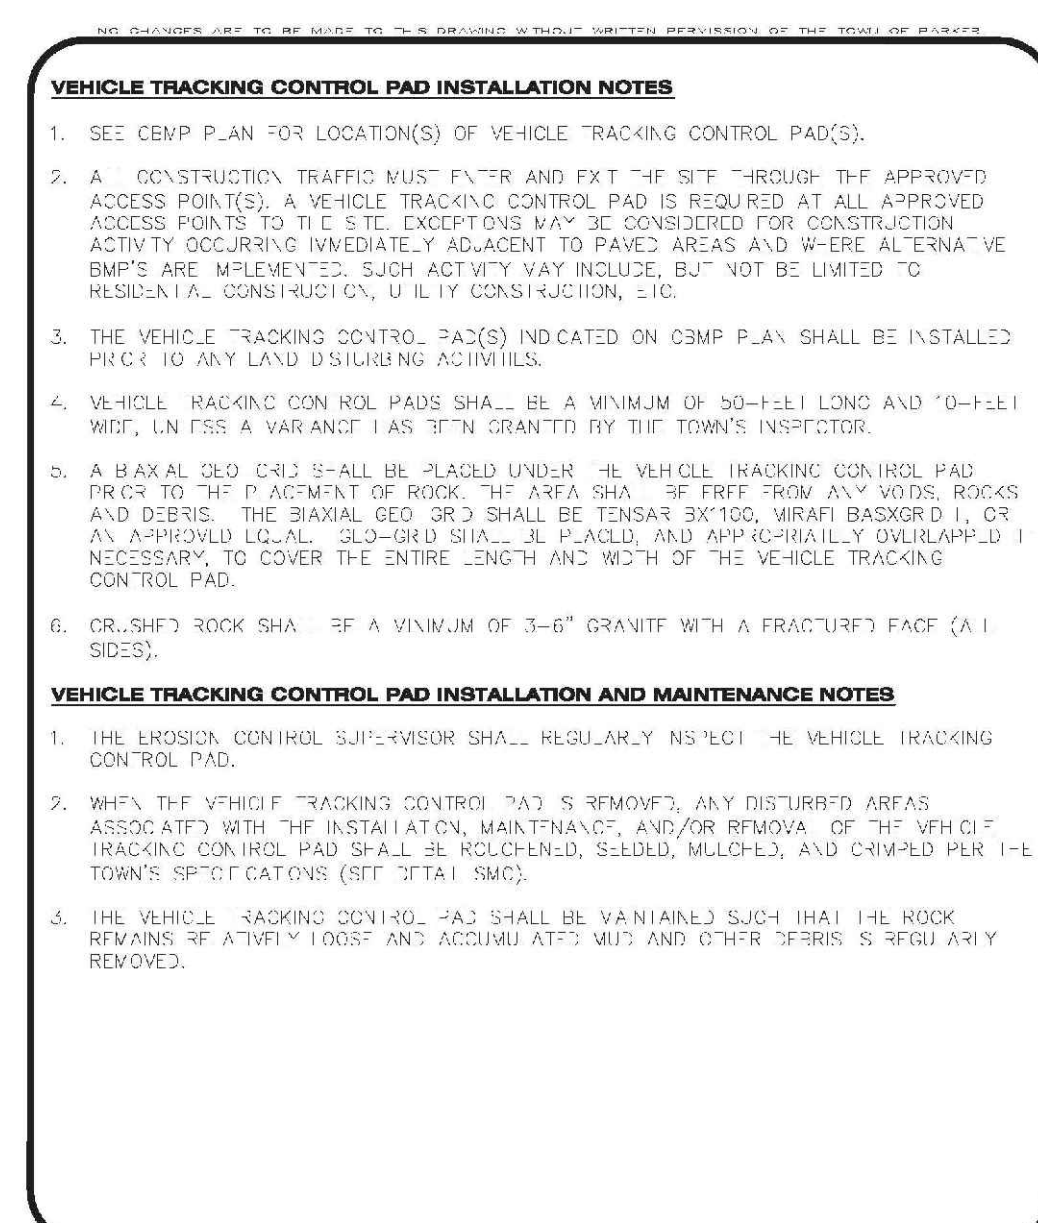 NO CHANGES ARE TO BE MADE TO THIS DRAWING WITHOUT WRITTEN PERMISSION OF THE TOWN OF PARKER
VEHICLE TRACKING CONTROL PAD INSTALLATION NOTES
1. SEE CBMP PLAN FOR LOCATION(S) OF VEHICLE TRACKING CONTROL PAD(S).
2. ALL CONSTRUCTION TRAFFIC MUST ENTER AND EXIT THE SITE THROUGH THE APPROVED
ACCESS POINT(S). A VEHICLE TRACKING CONTROL PAD IS REQUIRED AT ALL APPROVED
ACCESS POINTS TO THE SITE. EXCEPTIONS MAY BE CONSIDERED FOR CONSTRUCTION
ACTIVITY OCCURRING IMMEDIATELY ADJACENT TO PAVED AREAS AND WHERE ALTERNATIVE
BMP'S ARE IMPLEMENTED. SUCH ACTIVITY MAY INCLUDE, BUT NOT BE LIMITED TO
RESIDENTIAL CONSTRUCTION, UTILITY CONSTRUCTION, ETC.
3. THE VEHICLE TRACKING CONTROL PAD(S) INDICATED ON CBMP PLAN SHALL BE INSTALLED
PRIOR TO ANY LAND DISTURBING ACTIVITIES.
4. VEHICLE TRACKING CONTROL PADS SHALL BE A MINIMUM OF 50-FEET LONG AND 10-FEET
WIDE, UNLESS A VARIANCE HAS BEEN GRANTED BY THE TOWN'S INSPECTOR.
5. A BIAXIAL GEO GRID SHALL BE PLACED UNDER THE VEHICLE TRACKING CONTROL PAD
PRIOR TO THE PLACEMENT OF ROCK. THE AREA SHALL BE FREE FROM ANY VOIDS, ROCKS
AND DEBRIS. THE BIAXIAL GEO GRID SHALL BE TENSAR BX1100, MIRAFI BASXGRID 11, OR
AN APPROVED EQUAL. GEO-GRID SHALL BE PLACED, AND APPROPRIATELY OVERLAPPED IF
NECESSARY, TO COVER THE ENTIRE LENGTH AND WIDTH OF THE VEHICLE TRACKING
CONTROL PAD.
6. CRUSHED ROCK SHALL BE A MINIMUM OF 3-6" GRANITE WITH A FRACTURED FACE (ALL
SIDES).
VEHICLE TRACKING CONTROL PAD INSTALLATION AND MAINTENANCE NOTES
1. THE EROSION CONTROL SUPERVISOR SHALL REGULARLY INSPECT THE VEHICLE TRACKING
CONTROL PAD.
2. WHEN THE VEHICLE TRACKING CONTROL PAD IS REMOVED, ANY DISTURBED AREAS
ASSOCIATED WITH THE INSTALLATION, MAINTENANCE, AND/OR REMOVAL OF THE VEHICLE
TRACKING CONTROL PAD SHALL BE ROUGHENED, SEEDED, MULCHED, AND CRIMPED PER THE
TOWN'S SPECIFICATIONS (SEE DETAIL SMC).
3. THE VEHICLE TRACKING CONTROL PAD SHALL BE MAINTAINED SUCH THAT THE ROCK
REMAINS RELATIVELY LOOSE AND ACCUMULATED MUD AND OTHER DEBRIS IS REGULARLY
REMOVED.